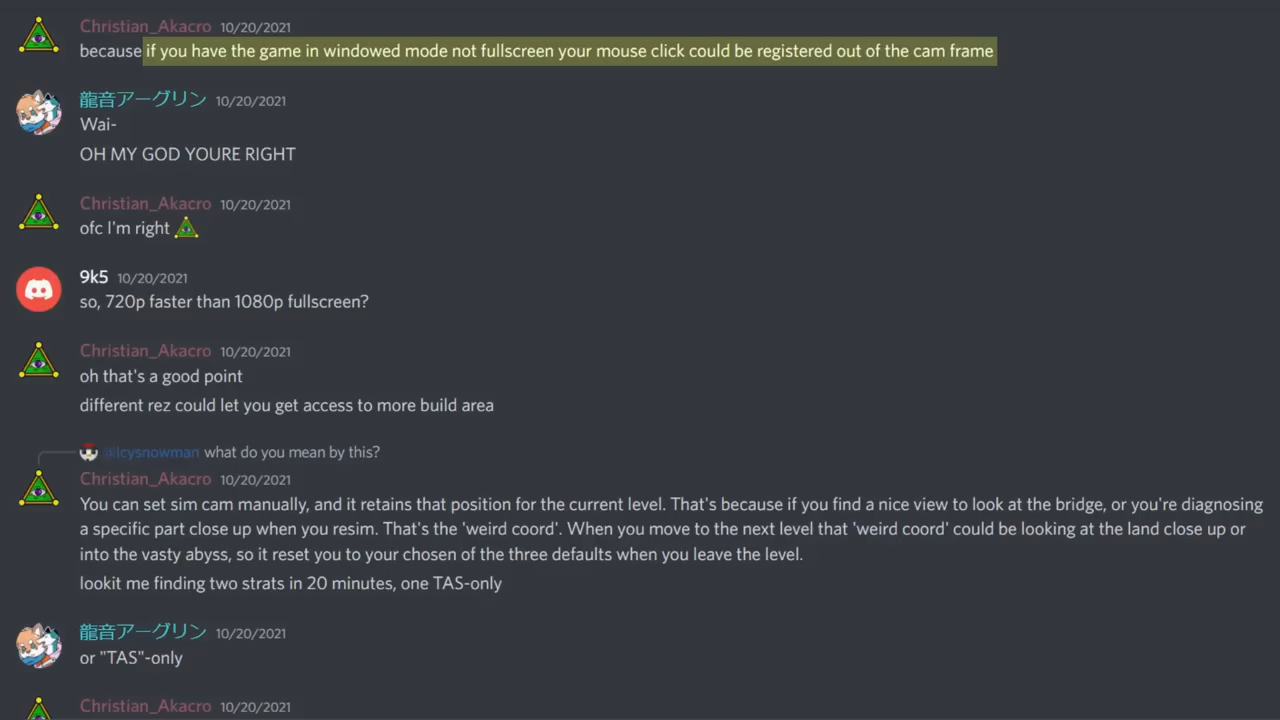 Christian_Akacro 10/20/2021
because if you have the game in windowed mode not fullscreen your mouse click could be registered out of the cam frame
龍音アーグリン 10/20/2021
Wai-
OH MY GOD YOURE RIGHT
Christian_Akacro 10/20/2021
ofc I'm right
9k5 10/20/2021
so, 720p faster than 1080p fullscreen?
Christian_Akacro 10/20/2021
oh that's a good point
different rez could let you get access to more build area
@Icysnowman what do you mean by this?
Christian_Akacro 10/20/2021
You can set sim cam manually, and it retains that position for the current level. That's because if you find a nice view to look at the bridge, or you're diagnosing
a specific part close up when you resim. That's the 'weird coord'. When you move to the next level that 'weird coord' could be looking at the land close up or
into the vasty abyss, so it reset you to your chosen of the three defaults when you leave the level.
lookit me finding two strats in 20 minutes, one TAS-only
龍音アーグリン 10/20/2021
or "TAS"-only
Christian_Akacro 10/20/2021